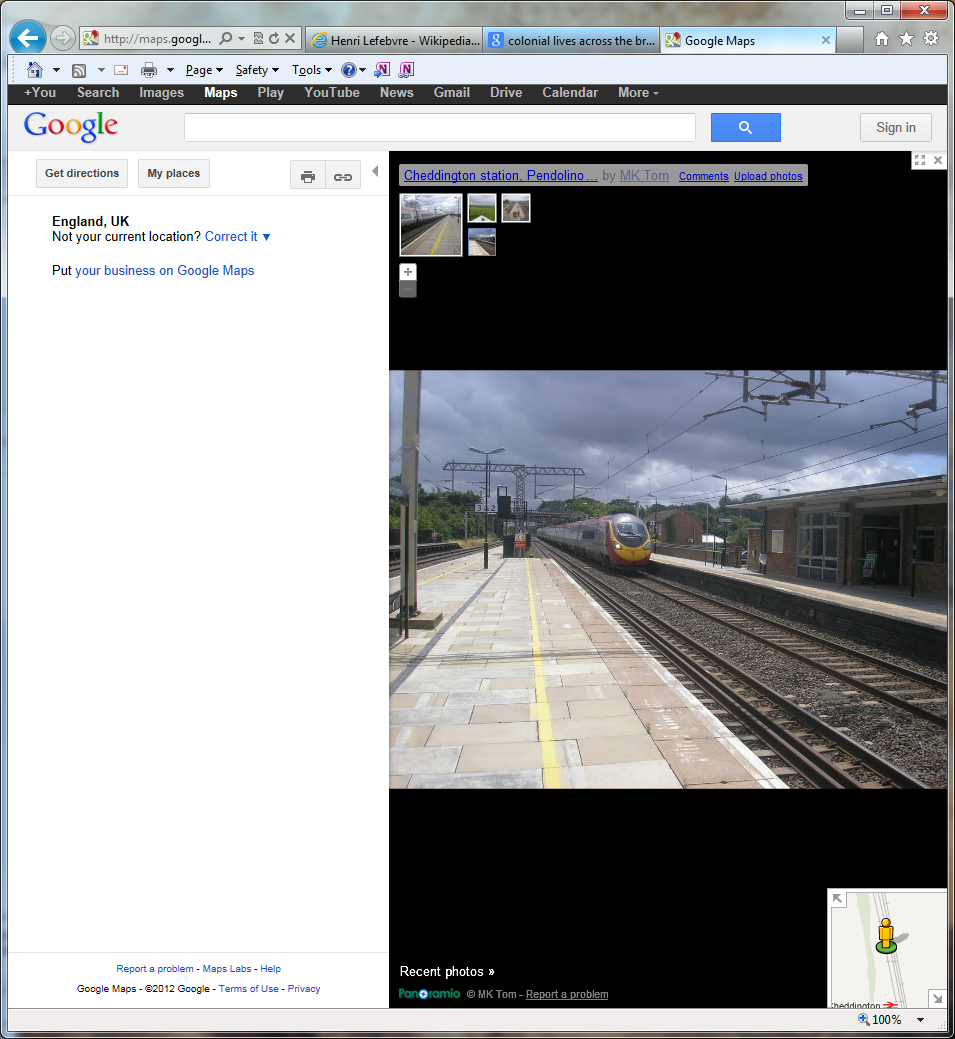 http://maps.googl...
Henri Lefebvre - Wikipedia...
colonial lives across the br...
Google Maps
Page
Safety
Tools
+You Search Images Maps Play YouTube News Gmail Drive Calendar More
Google
Sign in
Get directions
My places
Cheddington station, Pendolino ... by MK Tom Comments Upload photos
England, UK
Not your current location? Correct it ▼
Put your business on Google Maps
3 & 2
Recent photos »
Panoramio © MK Tom - Report a problem
heddington
Report a problem - Maps Labs - Help
Google Maps - ©2012 Google - Terms of Use - Privacy
100%